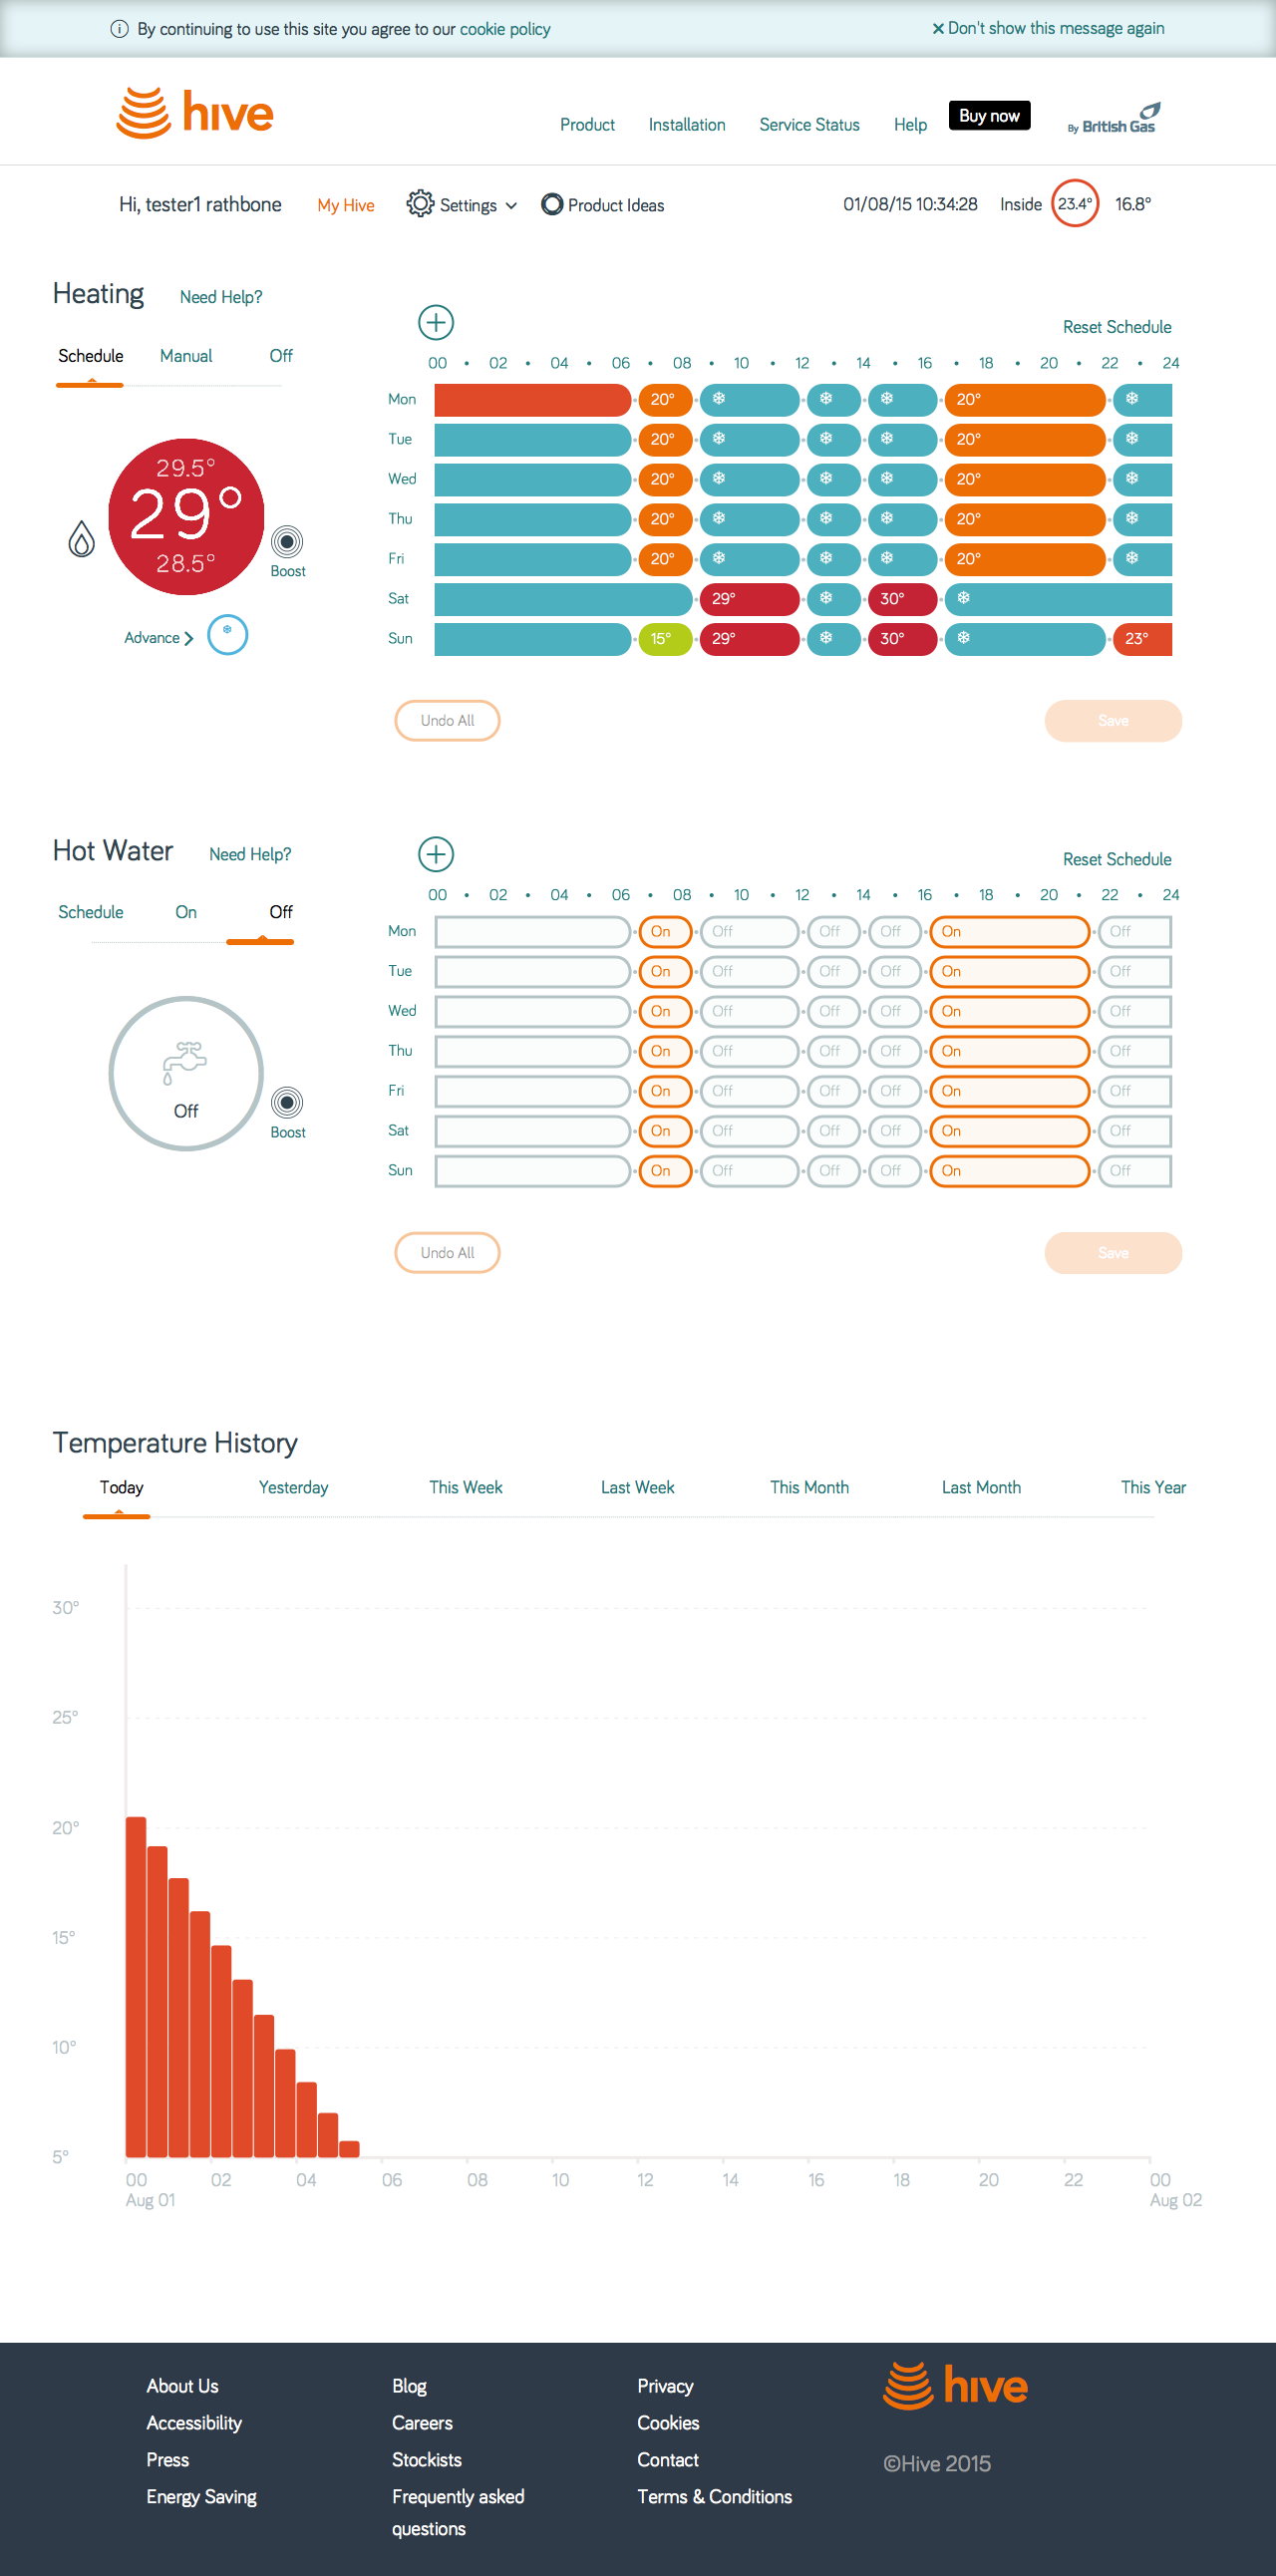 By continuing to use this site you agree to our cookie policy
Don't show this message again
hive
Product Installation Service Status Help Buy now By British Gas
Hi, tester1 rathbone My Hive Settings Product Ideas 01/08/15 10:34:28 Inside 23.4° 16.8°
Heating Need Help?
Schedule Manual Off
29.5°
29°
28.5°
Boost
Advance
Reset Schedule
00 • 02 • 04 • 06 • 08 • 10 • 12 • 14 • 16 • 18 • 20 • 22 • 24
Mon 20° 20°
Tue 20° 20°
Wed 20° 20°
Thu 20° 20°
Fri 20° 20°
Sat 29° 30°
Sun 15° 29° 30° 23°
Undo All Save
Hot Water Need Help?
Schedule On Off
Off
Boost
Reset Schedule
00 • 02 • 04 • 06 • 08 • 10 • 12 • 14 • 16 • 18 • 20 • 22 • 24
Mon On Off Off Off On Off
Tue On Off Off Off On Off
Wed On Off Off Off On Off
Thu On Off Off Off On Off
Fri On Off Off Off On Off
Sat On Off Off Off On Off
Sun On Off Off Off On Off
Undo All Save
Temperature History
Today Yesterday This Week Last Week This Month Last Month This Year
30°
25°
20°
15°
10°
5°
00 02 04 06 08 10 12 14 16 18 20 22 00
Aug 01 Aug 02
About Us Blog Privacy hive
Accessibility Careers Cookies
Press Stockists Contact ©Hive 2015
Energy Saving Frequently asked Terms & Conditions
questions